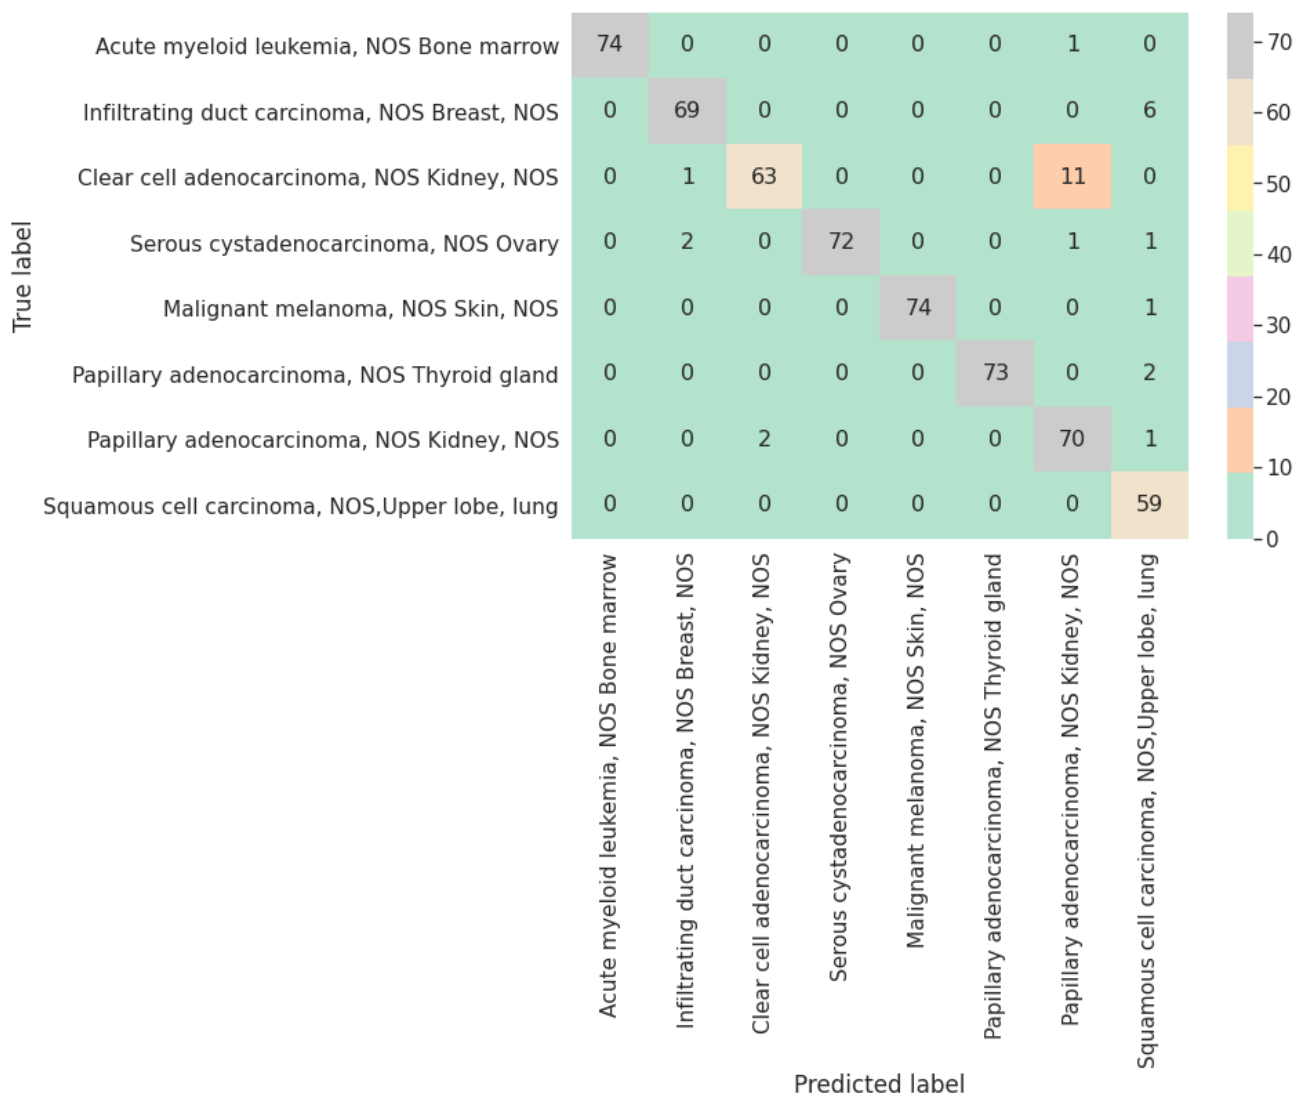 Acute myeloid leukemia, NOS Bone marrow 74 0 0 0 0 0 1 0
Infiltrating duct carcinoma, NOS Breast, NOS 0 69 0 0 0 0 0 6
Clear cell adenocarcinoma, NOS Kidney, NOS 0 1 63 0 0 0 11 0
Serous cystadenocarcinoma, NOS Ovary 0 2 0 72 0 0 1 1
Malignant melanoma, NOS Skin, NOS 0 0 0 0 74 0 0 1
Papillary adenocarcinoma, NOS Thyroid gland 0 0 0 0 0 73 0 2
Papillary adenocarcinoma, NOS Kidney, NOS 0 0 2 0 0 0 70 1
Squamous cell carcinoma, NOS,Upper lobe, lung 0 0 0 0 0 0 0 59
True label
70
60
50
40
30
20
10
0
Acute myeloid leukemia, NOS Bone marrow
Infiltrating duct carcinoma, NOS Breast, NOS
Clear cell adenocarcinoma, NOS Kidney, NOS
Serous cystadenocarcinoma, NOS Ovary
Malignant melanoma, NOS Skin, NOS
Papillary adenocarcinoma, NOS Thyroid gland
Papillary adenocarcinoma, NOS Kidney, NOS
Squamous cell carcinoma, NOS,Upper lobe, lung
Predicted label